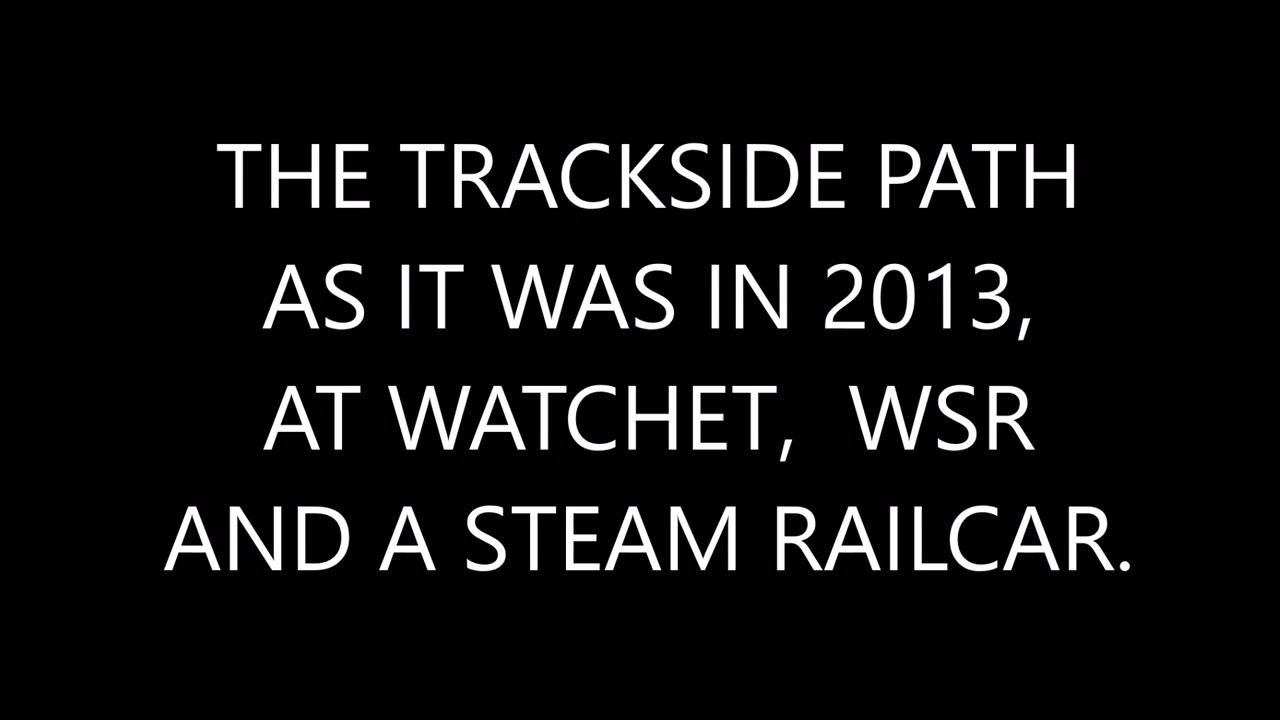 THE TRACKSIDE PATH
AS IT WAS IN 2013,
AT WATCHET,  WSR
AND A STEAM RAILCAR.